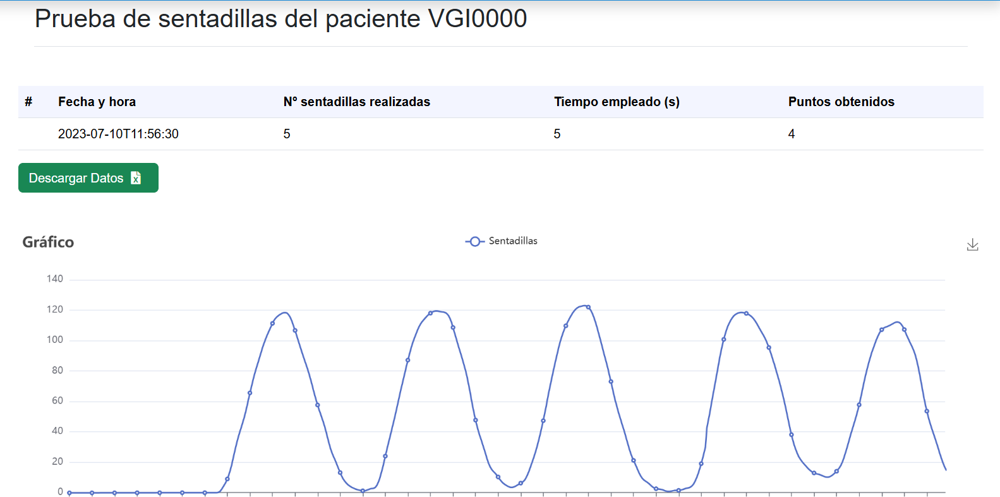 Prueba de sentadillas del paciente VGI0000
# Fecha y hora Nº sentadillas realizadas Tiempo empleado (s) Puntos obtenidos
2023-07-10T11:56:30 5 5 4
Descargar Datos
Gráfico
Sentadillas
140
120
100
80
60
40
20
0